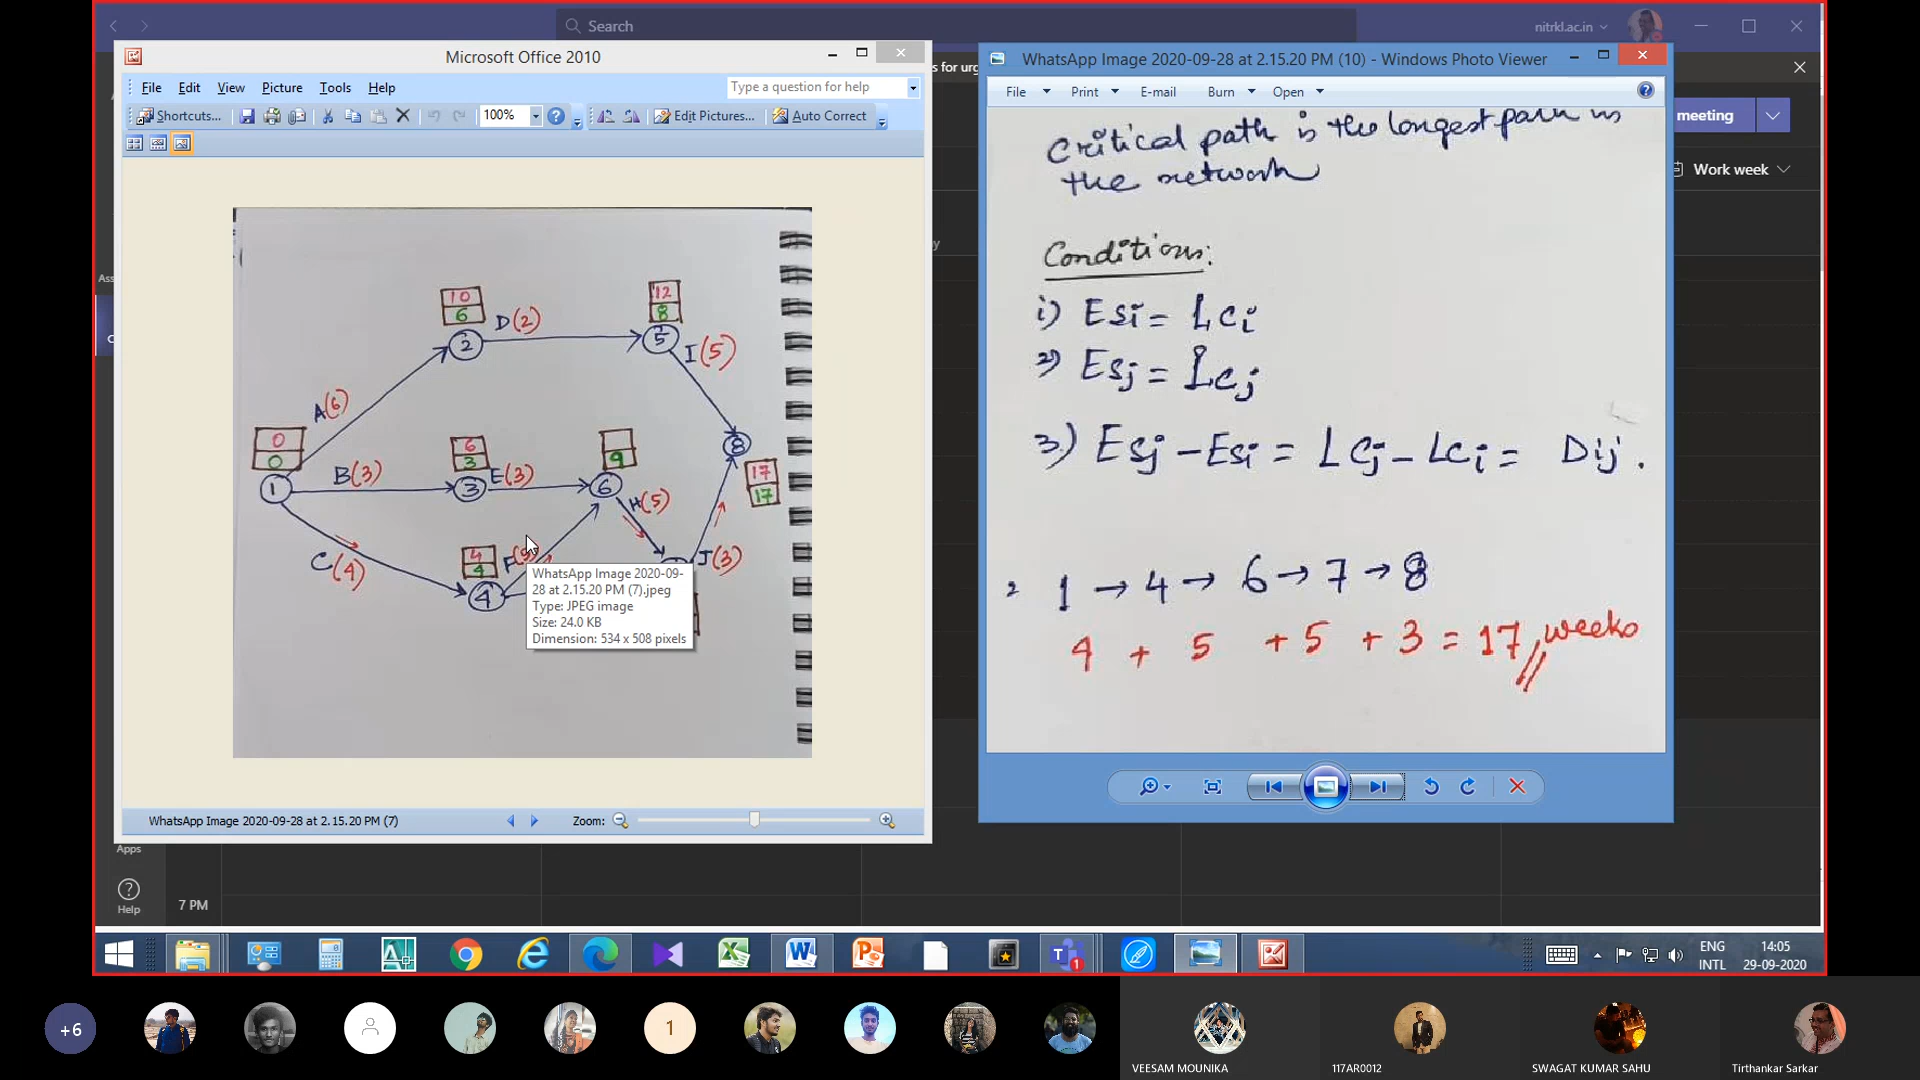 Search
nitrkl.ac.in
Microsoft Office 2010
File Edit View Picture Tools Help
Type a question for help
Shortcuts...
100%
Edit Pictures...
Auto Correct
10
6
D(2)
2
12
8
5
I(5)
A(6)
0
0
1
B(3)
6
3
3
E(3)
9
6
H(5)
8
17
17
C(4)
4
4
4
J(3)
WhatsApp Image 2020-09-
28 at 2.15.20 PM (7).jpeg
Type: JPEG image
Size: 24.0 KB
Dimension: 534 x 508 pixels
WhatsApp Image 2020-09-28 at 2.15.20 PM (7)
Zoom:
WhatsApp Image 2020-09-28 at 2.15.20 PM (10) - Windows Photo Viewer
File Print E-mail Burn Open
critical path is the longest path in
the network
Conditions:
1) Esi = Lci
2) Esj = Lcj
3) Esj - Esi = Lcj - Lci = Dij.
1 → 4 → 6 → 7 → 8
4 + 5 + 5 + 3 = 17 weeks
meeting
Work week
Apps
Help
7 PM
ENG
INTL
14:05
29-09-2020
+6
1
VEESAM MOUNIKA
117AR0012
SWAGAT KUMAR SAHU
Tirthankar Sarkar